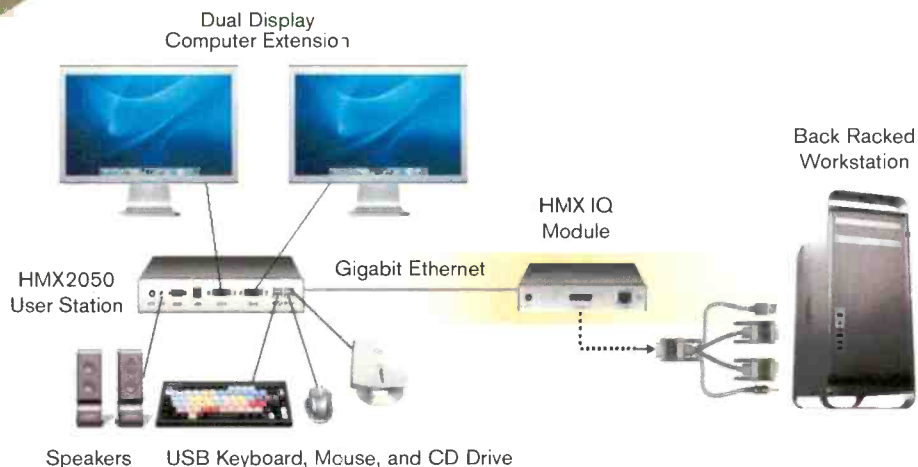 Dual Display
Computer Extension
Back Racked
Workstation
HMX IQ
Module
HMX2050
User Station
Gigabit Ethernet
Speakers
USB Keyboard, Mouse, and CD Drive